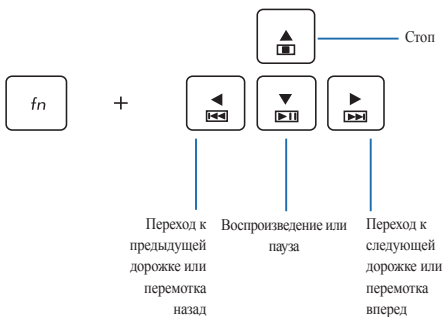 Стоп
fn +
Переход к
предыдущей
дорожке или
перемотка
назад
Воспроизведение или
пауза
Переход к
следующей
дорожке или
перемотка
вперед